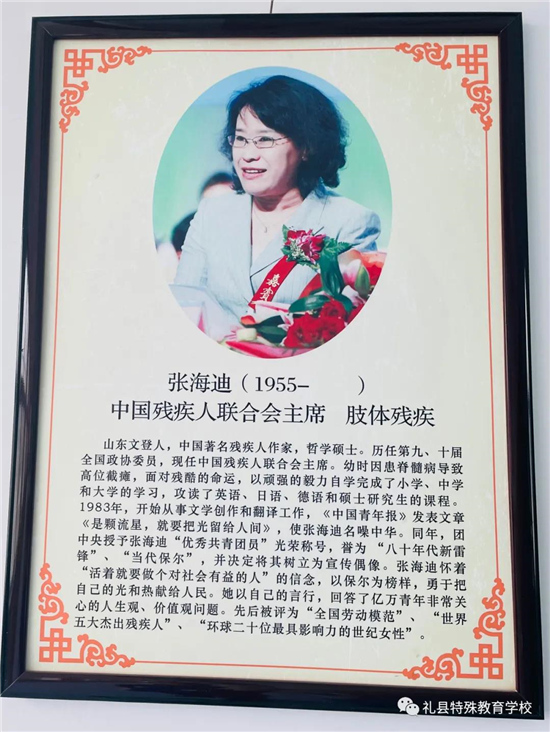 嘉宾
张海迪（1955-　　）
中国残疾人联合会主席　肢体残疾
山东文登人，中国著名残疾人作家，哲学硕士。历任第九、十届
全国政协委员，现任中国残疾人联合会主席。幼时因患脊髓病导致
高位截瘫，面对残酷的命运，以顽强的毅力自学完成了小学、中学
和大学的学习，攻读了英语、日语、德语和硕士研究生的课程。
1983年，开始从事文学创作和翻译工作，《中国青年报》发表文章
《是颗流星，就要把光留给人间》，使张海迪名噪中华。同年，团
中央授予张海迪“优秀共青团员”光荣称号，誉为 “八十年代新雷
锋”、 “当代保尔”，并决定将其树立为宣传偶像。张海迪怀着
“活着就要做个对社会有益的人”的信念，以保尔为榜样，勇于把
自己的光和热献给人民。她以自己的言行，回答了亿万青年非常关
心的人生观、价值观问题。先后被评为“全国劳动模范”、 “世界
五大杰出残疾人”、 “环球二十位最具影响力的世纪女性”。
礼县特殊教育学校